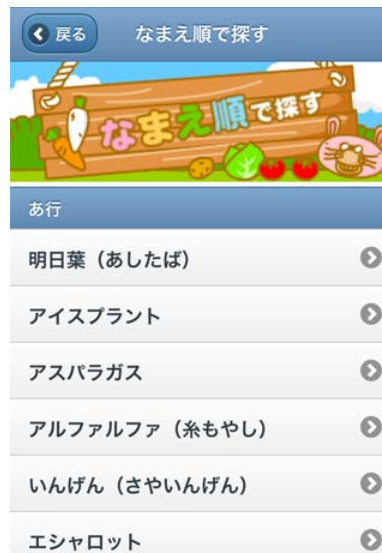 戻る
なまえ順で探す
なまえ順で探す
あ行
明日葉（あしたば）
アイスプラント
アスパラガス
アルファルファ（糸もやし）
いんげん（さやいんげん）
エシャロット